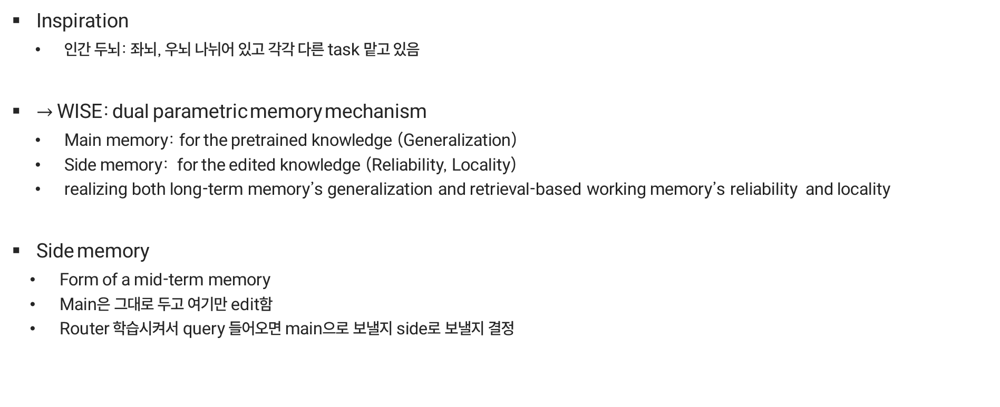 ▪ Inspiration
• 인간 두뇌: 좌뇌, 우뇌 나뉘어 있고 각각 다른 task 맡고 있음
▪ → WISE: dual parametric memory mechanism
• Main memory: for the pretrained knowledge (Generalization)
• Side memory: for the edited knowledge (Reliability, Locality)
• realizing both long-term memory’s generalization and retrieval-based working memory’s reliability and locality
▪ Side memory
• Form of a mid-term memory
• Main은 그대로 두고 여기만 edit함
• Router 학습시켜서 query 들어오면 main으로 보낼지 side로 보낼지 결정